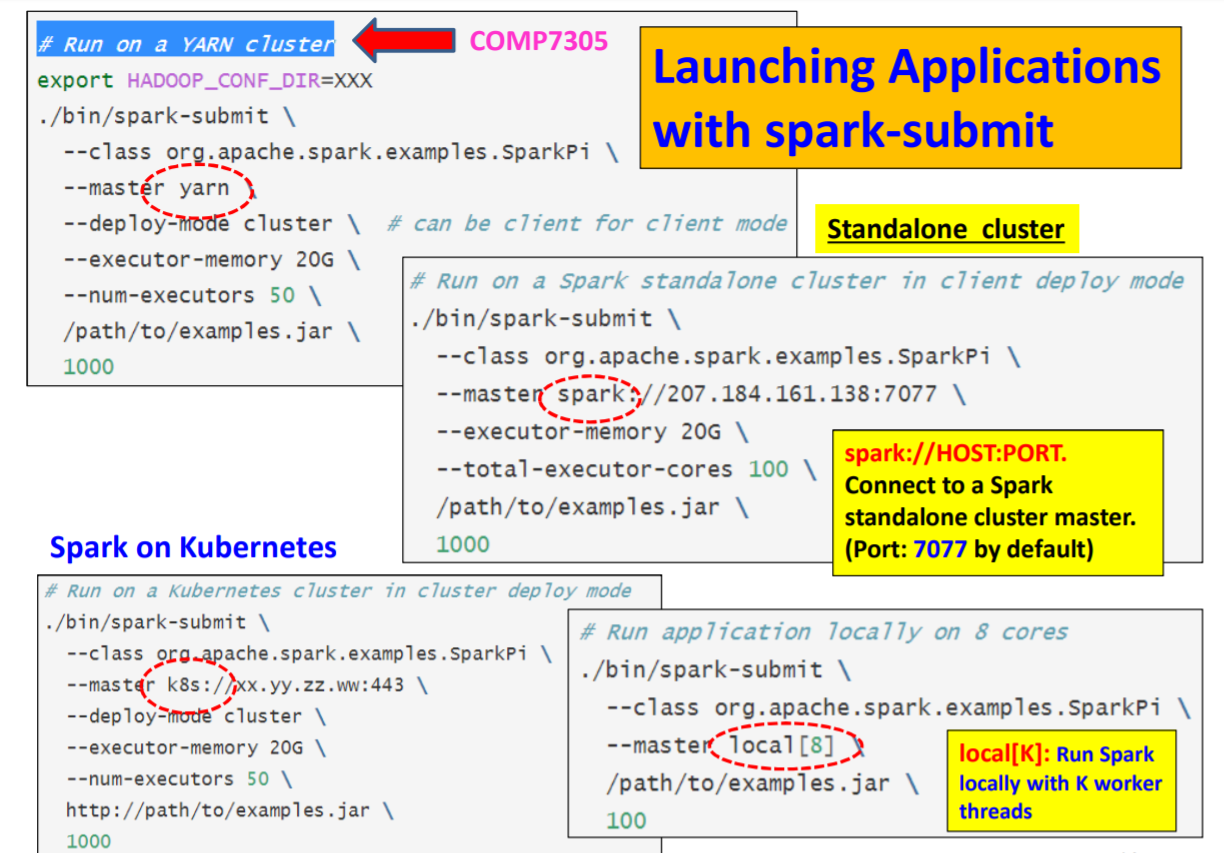 # Run on a YARN cluster
COMP7305
export HADOOP_CONF_DIR=XXX
./bin/spark-submit \
--class org.apache.spark.examples.SparkPi \
--master yarn \
--deploy-mode cluster \ # can be client for client mode
--executor-memory 20G \
--num-executors 50 \
/path/to/examples.jar \
1000
Launching Applications
with spark-submit
Standalone cluster
# Run on a Spark standalone cluster in client deploy mode
./bin/spark-submit \
--class org.apache.spark.examples.SparkPi \
--master spark://207.184.161.138:7077 \
--executor-memory 20G \
--total-executor-cores 100 \
/path/to/examples.jar \
1000
spark://HOST:PORT.
Connect to a Spark
standalone cluster master.
(Port: 7077 by default)
Spark on Kubernetes
# Run on a Kubernetes cluster in cluster deploy mode
./bin/spark-submit \
--class org.apache.spark.examples.SparkPi \
--master k8s://xx.yy.zz.ww:443 \
--deploy-mode cluster \
--executor-memory 20G \
--num-executors 50 \
http://path/to/examples.jar \
1000
# Run application locally on 8 cores
./bin/spark-submit \
--class org.apache.spark.examples.SparkPi \
--master local[8] \
/path/to/examples.jar \
100
local[K]: Run Spark
locally with K worker
threads